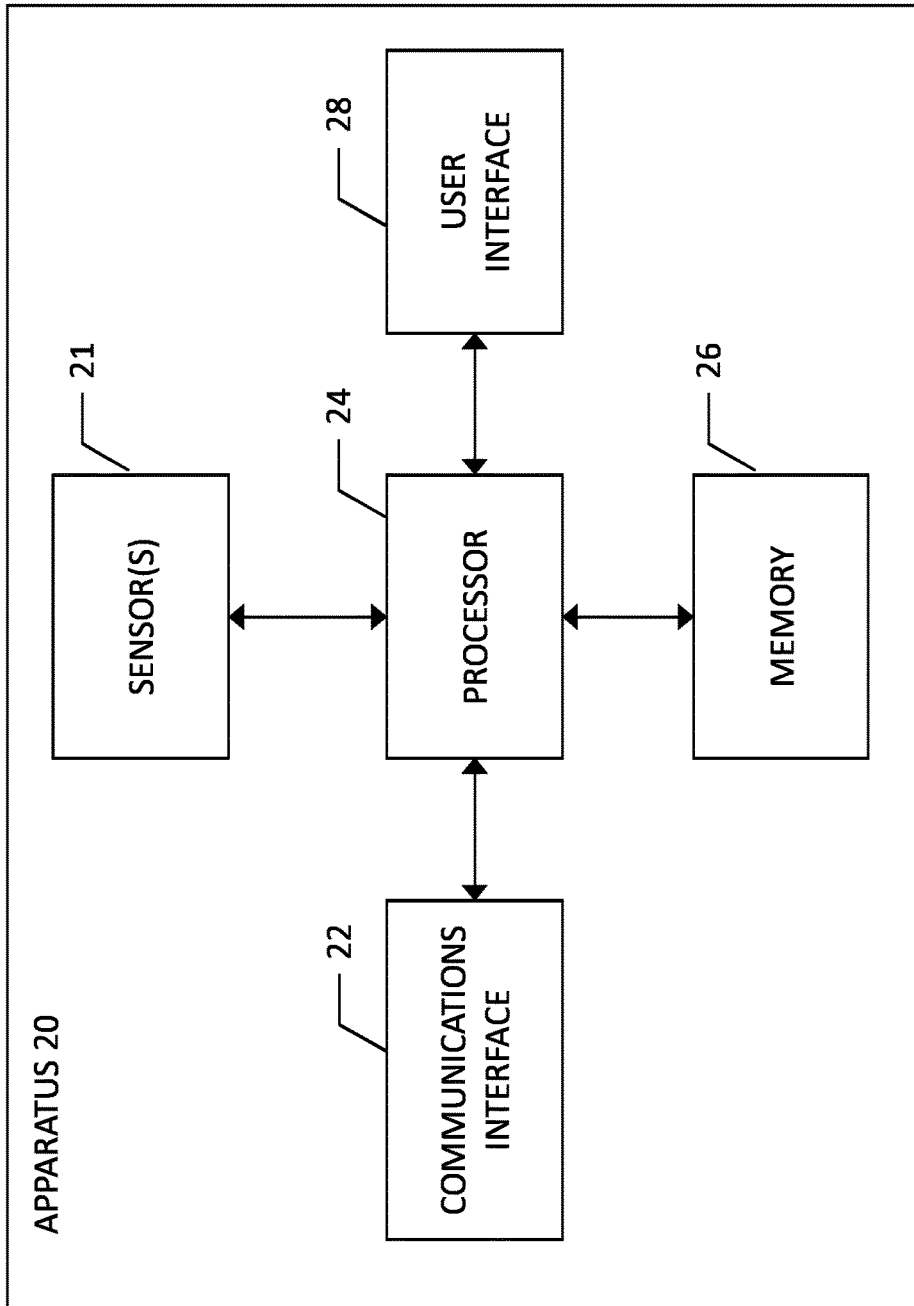 APPARATUS 20
21
SENSOR(S)
22
COMMUNICATIONS
INTERFACE
24
PROCESSOR
28
USER
INTERFACE
26
MEMORY